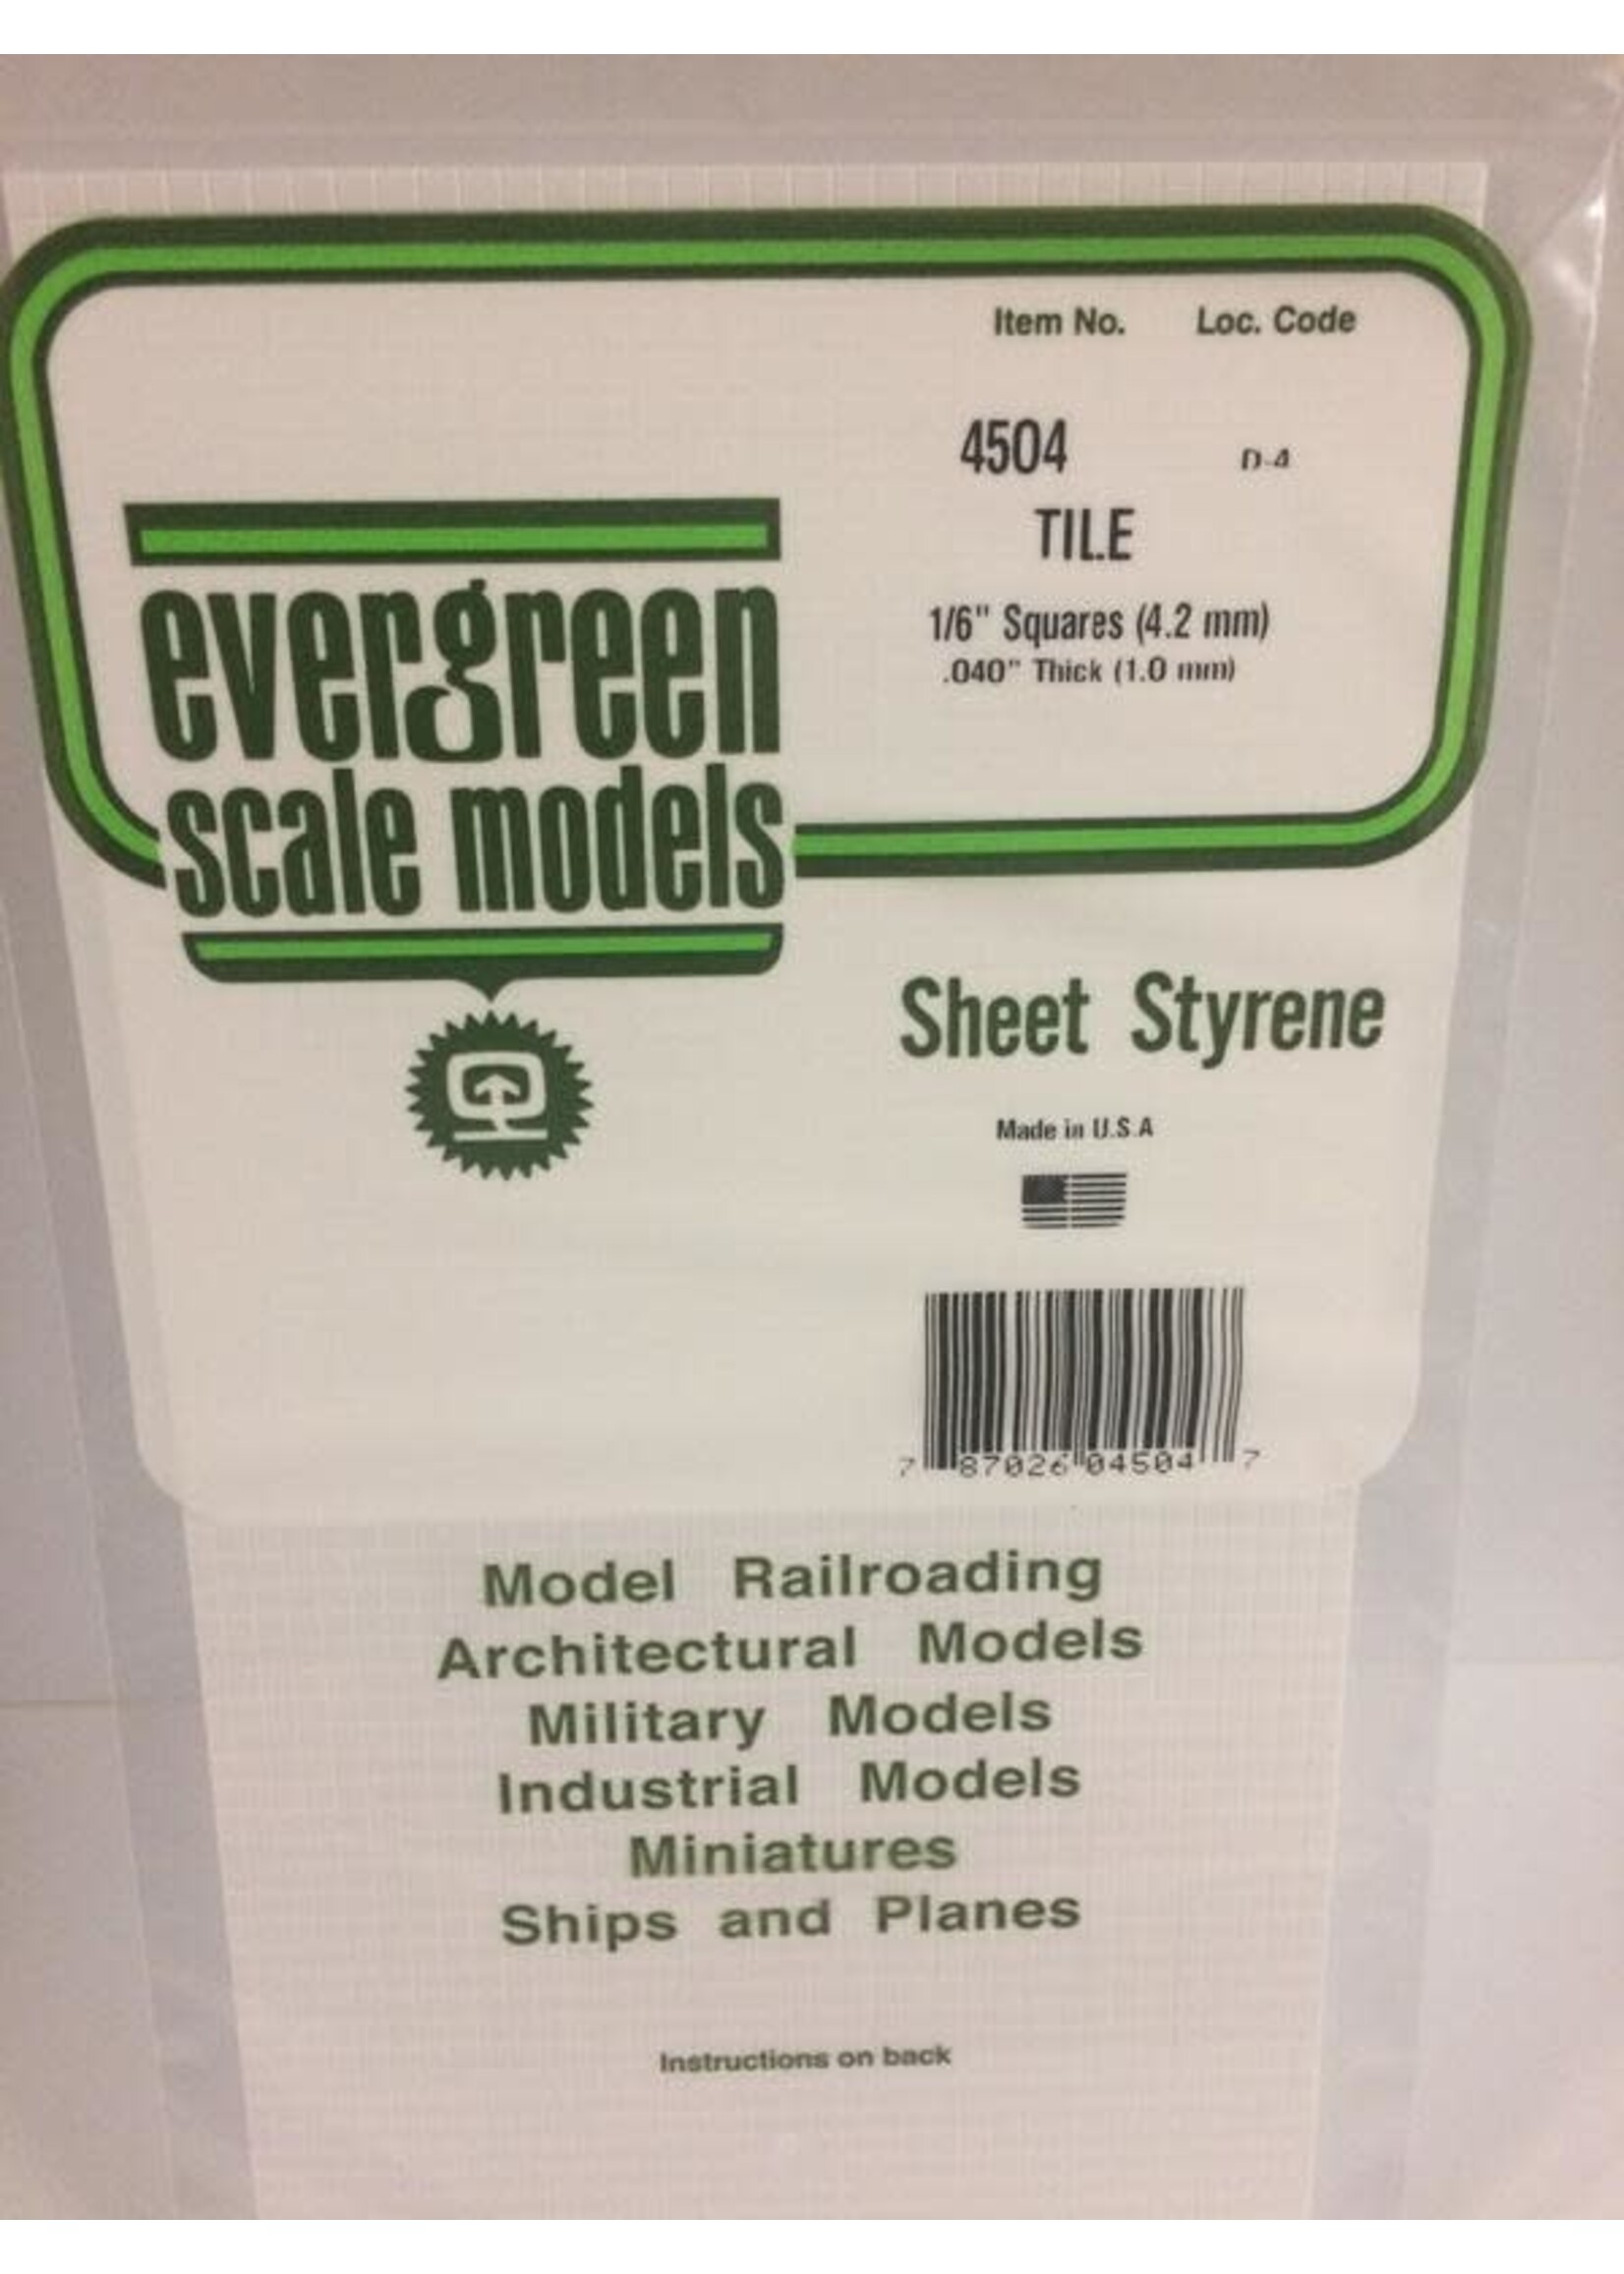 Item No. Loc. Code
4504 D-4
TILE
1/6" Squares (4.2 mm)
.040" Thick (1.0 mm)
evergreen
scale models
Sheet Styrene
Made in U.S.A
7 87026 04504 7
Model Railroading
Architectural Models
Military Models
Industrial Models
Miniatures
Ships and Planes
Instructions on back